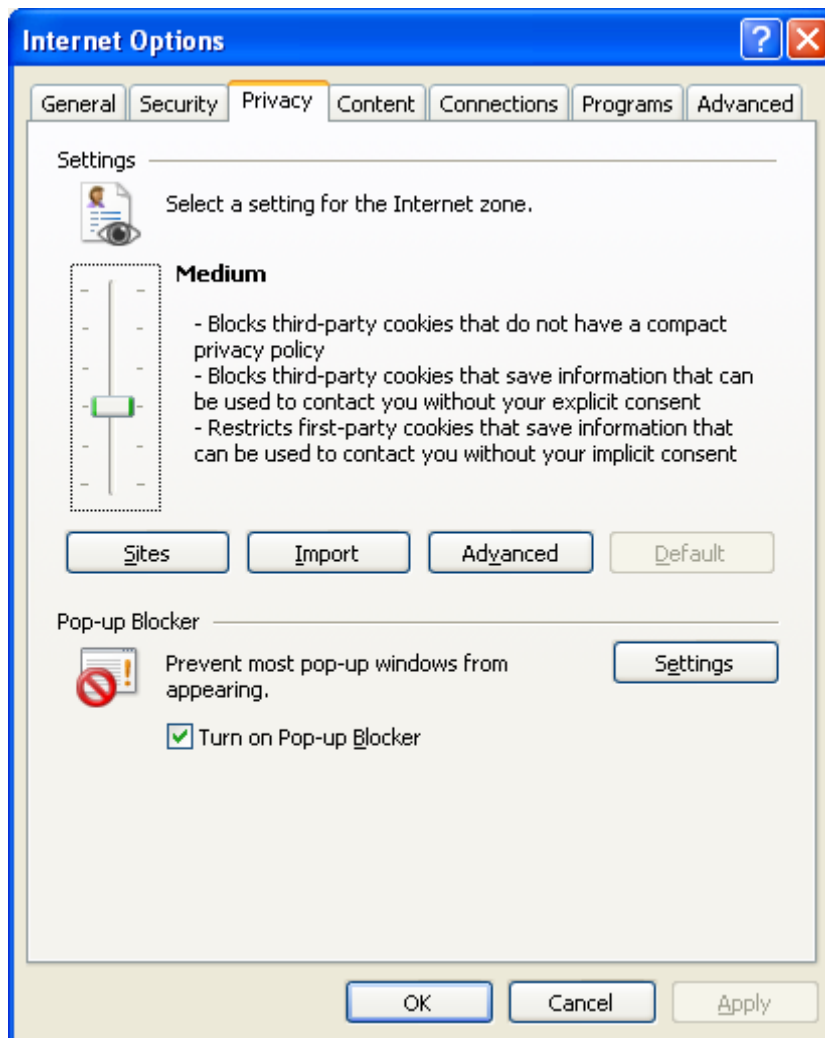 Internet Options
General Security Privacy Content Connections Programs Advanced
Settings
Select a setting for the Internet zone.
Medium
- Blocks third-party cookies that do not have a compact
privacy policy
- Blocks third-party cookies that save information that can
be used to contact you without your explicit consent
- Restricts first-party cookies that save information that
can be used to contact you without your implicit consent
Sites Import Advanced Default
Pop-up Blocker
Prevent most pop-up windows from
appearing.
Settings
Turn on Pop-up Blocker
OK Cancel Apply